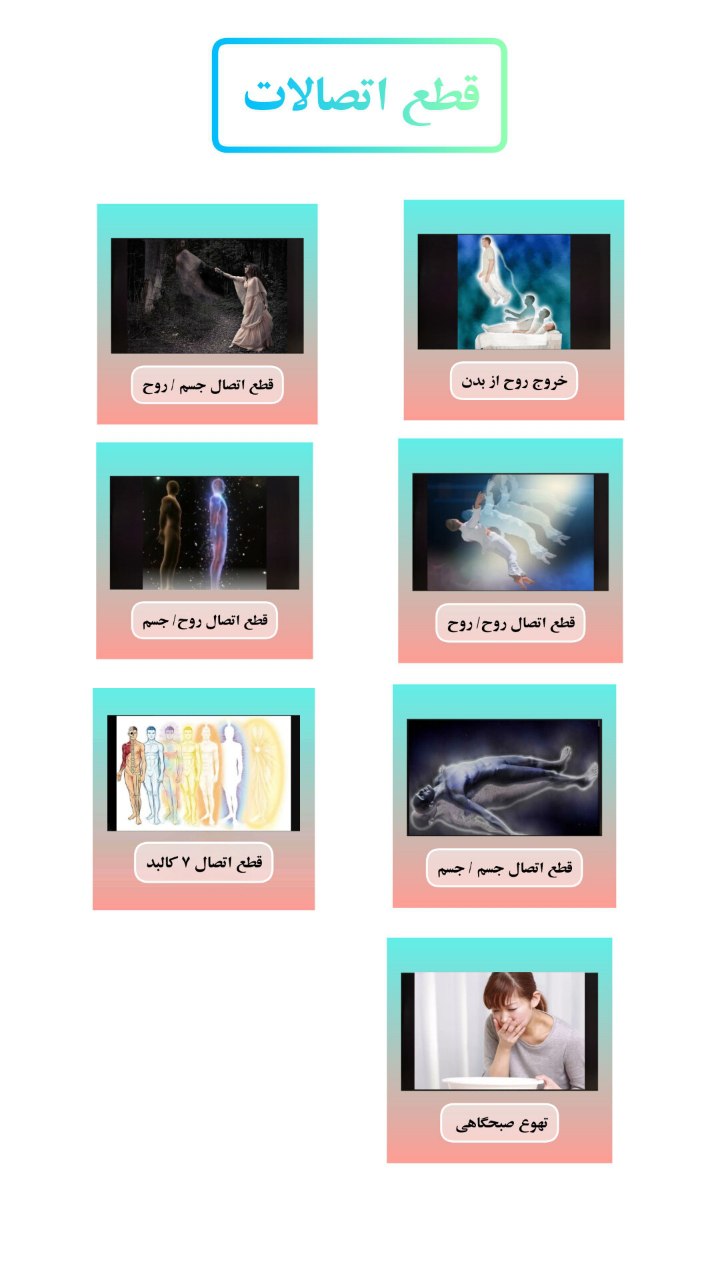 قطع اتصالات
خروج روح از بدن
قطع اتصال جسم / روح
قطع اتصال روح/ روح
قطع اتصال روح/ جسم
قطع اتصال جسم / جسم
قطع اتصال ۷ کالبد
تهوع صبحگاهی